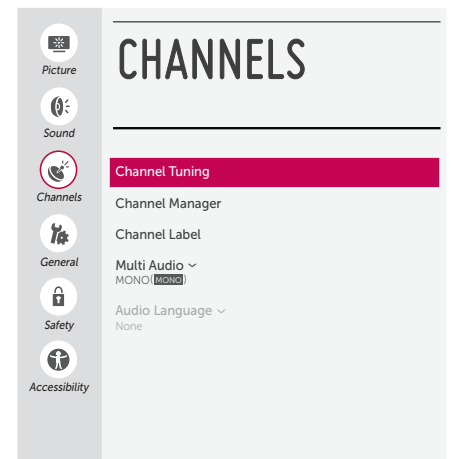 Picture
Sound
Channels
General
Safety
Accessibility
CHANNELS
Channel Tuning
Channel Manager
Channel Label
Multi Audio
MONO(MONO)
Audio Language
None